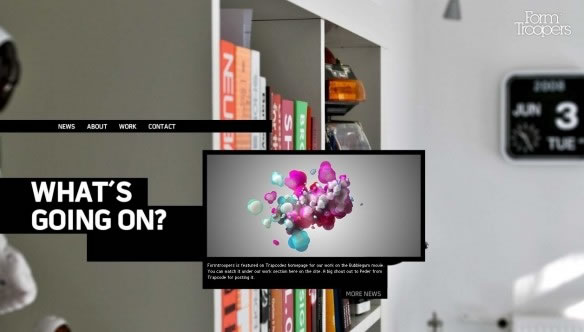 Form
Troopers
2008
JUN 3
TUE
NEWS ABOUT WORK CONTACT
WHAT´S
GOING ON?
Formtroopers is featured on Trapcodes homepage for our work on the Bubblegum movie
You can watch it under our work section here on the site. A big shout out to Peder from
Trapcode for posting it.
MORE NEWS